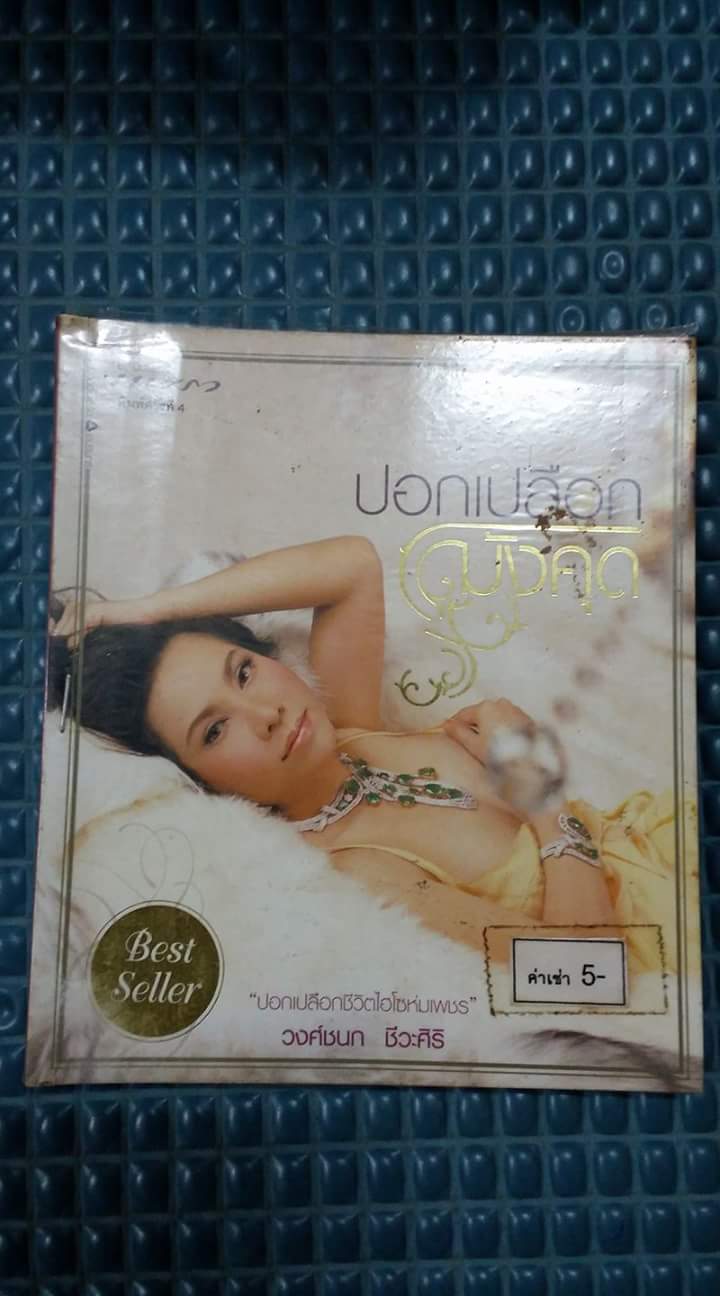 พิมพ์ครั้งที่ 4
ปอกเปลือก
มังคุด
Best
Seller
"ปอกเปลือกชีวิตไฮโซห่มเพชร"
วงศ์ชนก ชีวะศิริ
ค่าเช่า 5-